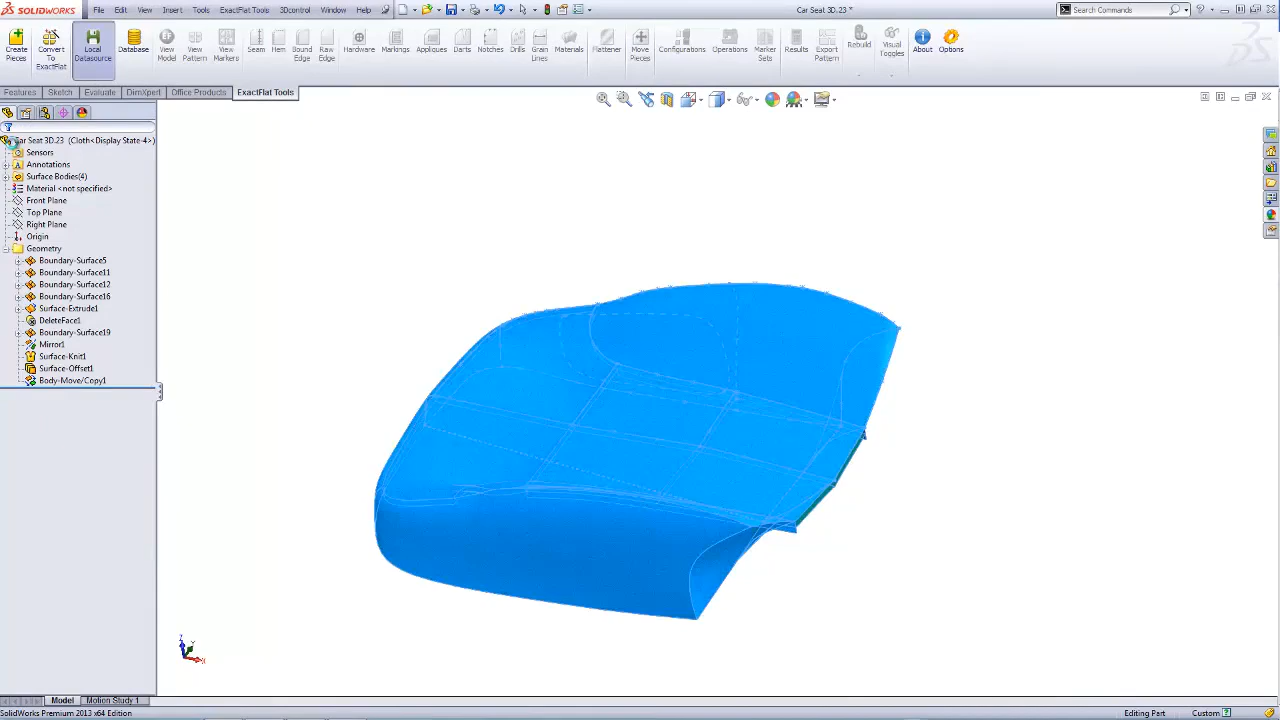 SOLIDWORKS File Edit View Insert Tools ExactFlat Tools 3Dcontrol Window Help Car Seat 3D.23 * Search Commands
Create Pieces
Convert To ExactFlat
Local Datasource
Database
View Model
View Pattern
View Markers
Seam
Hem
Bound Edge
Raw Edge
Hardware
Markings
Appliques
Darts
Notches
Drill
Grain Lines
Materials
Flattener
Move Pieces
Configurations
Operations
Marker Sets
Results
Export Pattern
Rebuild
Visual Toggles
About
Options
Features Sketch Evaluate DimXpert Office Products ExactFlat Tools
Car Seat 3D.23 (Cloth<Display State-4>)
Sensors
Annotations
Surface Bodies(4)
Material <not specified>
Front Plane
Top Plane
Right Plane
Origin
Geometry
Boundary-Surface5
Boundary-Surface11
Boundary-Surface12
Boundary-Surface16
Surface-Extrude1
DeleteFace1
Boundary-Surface19
Mirror1
Surface-Knit1
Surface-Offset1
Body-Move/Copy1
Z
Y
X
Model Motion Study 1
SolidWorks Premium 2013 x64 Edition Editing Part Custom